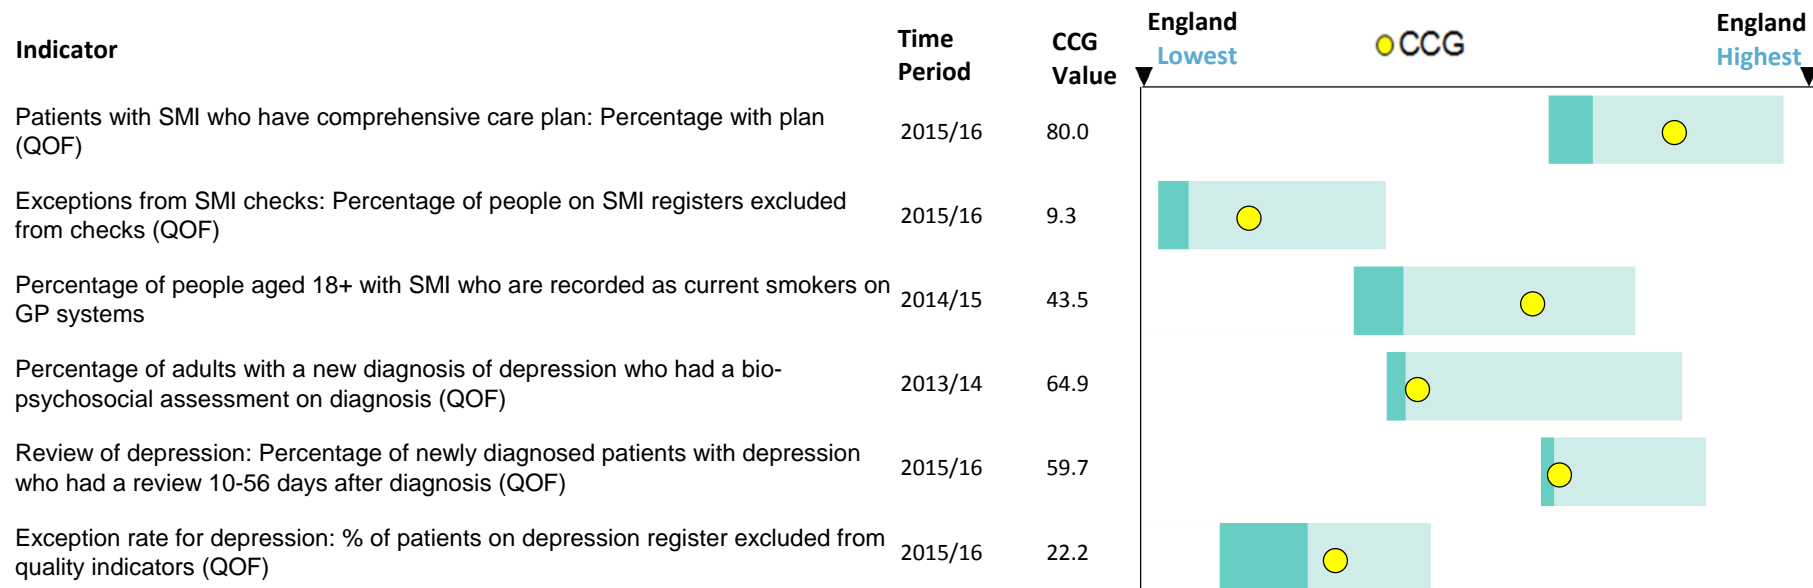 Indicator
Time
Period
CCG
Value
England
Lowest
CCG
England
Highest
Patients with SMI who have comprehensive care plan: Percentage with plan
(QOF)
2015/16
80.0
Exceptions from SMI checks: Percentage of people on SMI registers excluded
from checks (QOF)
2015/16
9.3
Percentage of people aged 18+ with SMI who are recorded as current smokers on
GP systems
2014/15
43.5
Percentage of adults with a new diagnosis of depression who had a bio-
psychosocial assessment on diagnosis (QOF)
2013/14
64.9
Review of depression: Percentage of newly diagnosed patients with depression
who had a review 10-56 days after diagnosis (QOF)
2015/16
59.7
Exception rate for depression: % of patients on depression register excluded from
quality indicators (QOF)
2015/16
22.2